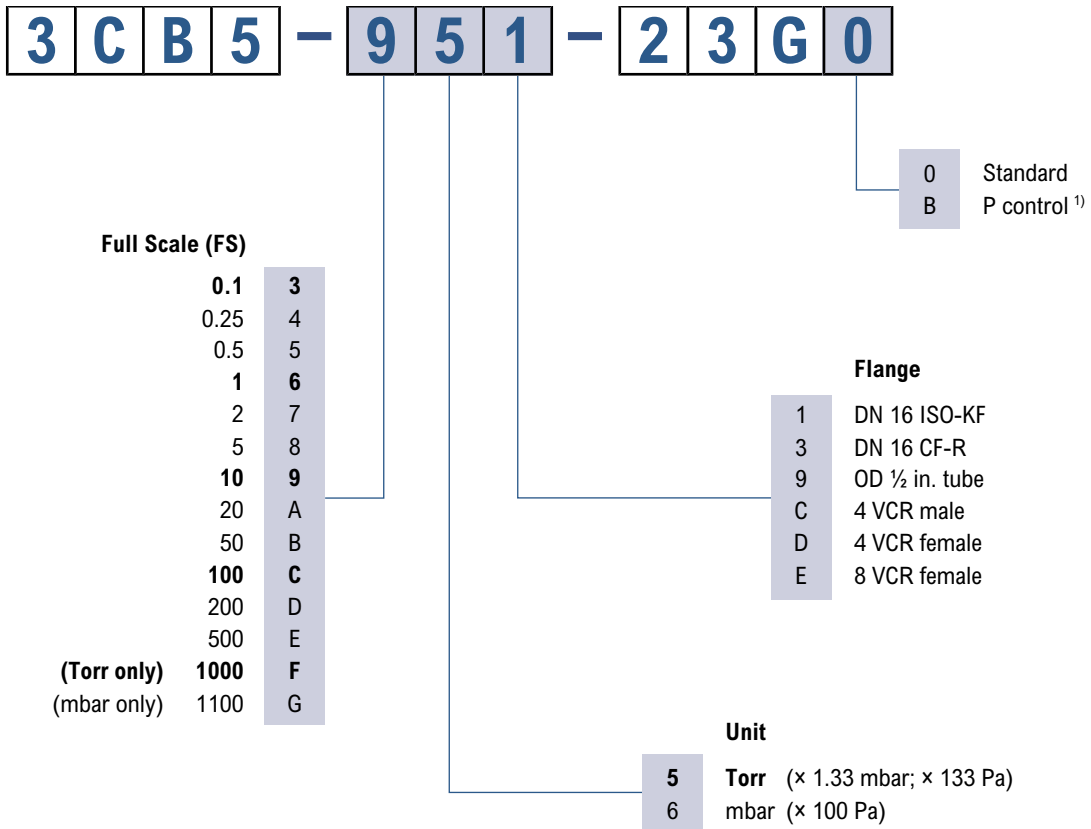 3CB5 – 951 – 23G0
0 Standard
B P control 1)
Full Scale (FS)
0.1 3
0.25 4
0.5 5
1 6
2 7
5 8
10 9
20 A
50 B
100 C
200 D
500 E
(Torr only) 1000 F
(mbar only) 1100 G
Flange
1 DN 16 ISO-KF
3 DN 16 CF-R
9 OD ½ in. tube
C 4 VCR male
D 4 VCR female
E 8 VCR female
Unit
5 Torr (× 1.33 mbar; × 133 Pa)
6 mbar (× 100 Pa)